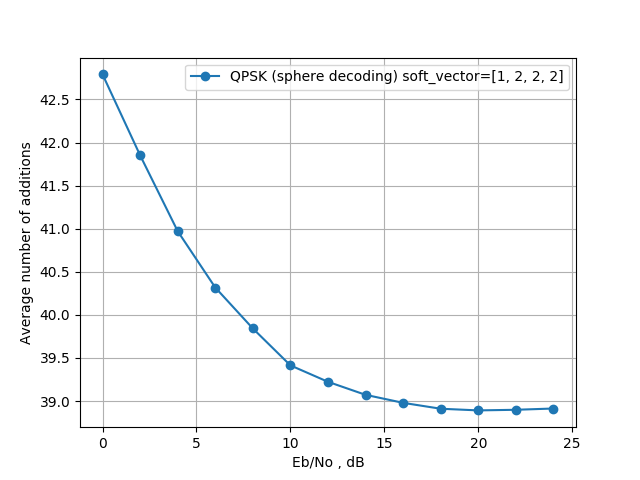 QPSK (sphere decoding) soft_vector=[1, 2, 2, 2]
42.5
42.0
41.5
41.0
40.5
40.0
39.5
39.0
Average number of additions
0 5 10 15 20 25
Eb/No , dB